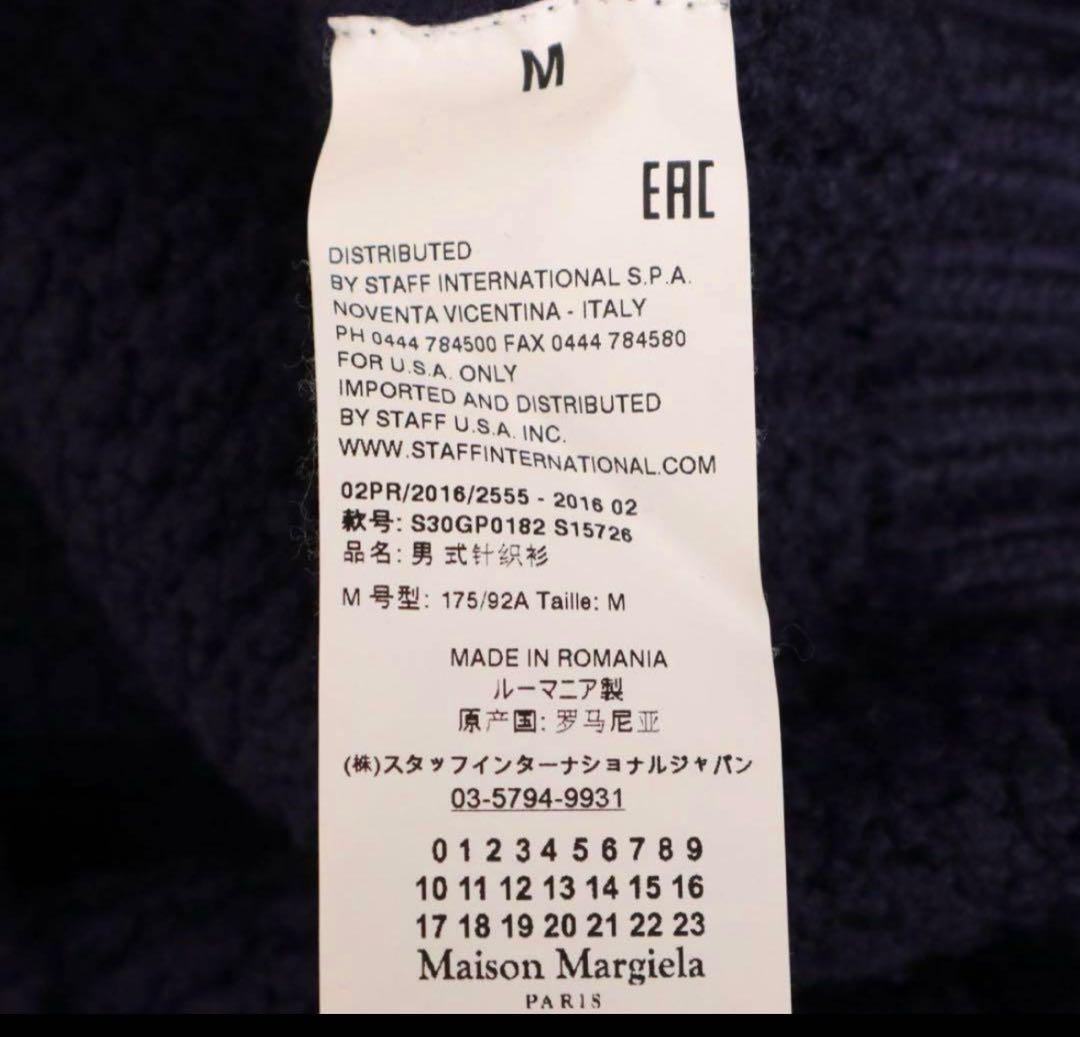 M
EAC
DISTRIBUTED
BY STAFF INTERNATIONAL S.P.A.
NOVENTA VICENTINA - ITALY
PH 0444 784500 FAX 0444 784580
FOR U.S.A. ONLY
IMPORTED AND DISTRIBUTED
BY STAFF U.S.A. INC.
WWW.STAFFINTERNATIONAL.COM
02PR/2016/2555 - 2016 02
款号: S30GP0182 S15726
品名: 男 式针织衫
M 号型: 175/92A Taille: M
MADE IN ROMANIA
ルーマニア製
原产国: 罗马尼亚
(株)スタッフインターナショナルジャパン
03-5794-9931
0 1 2 3 4 5 6 7 8 9
10 11 12 13 14 15 16
17 18 19 20 21 22 23
Maison Margiela
PARIS